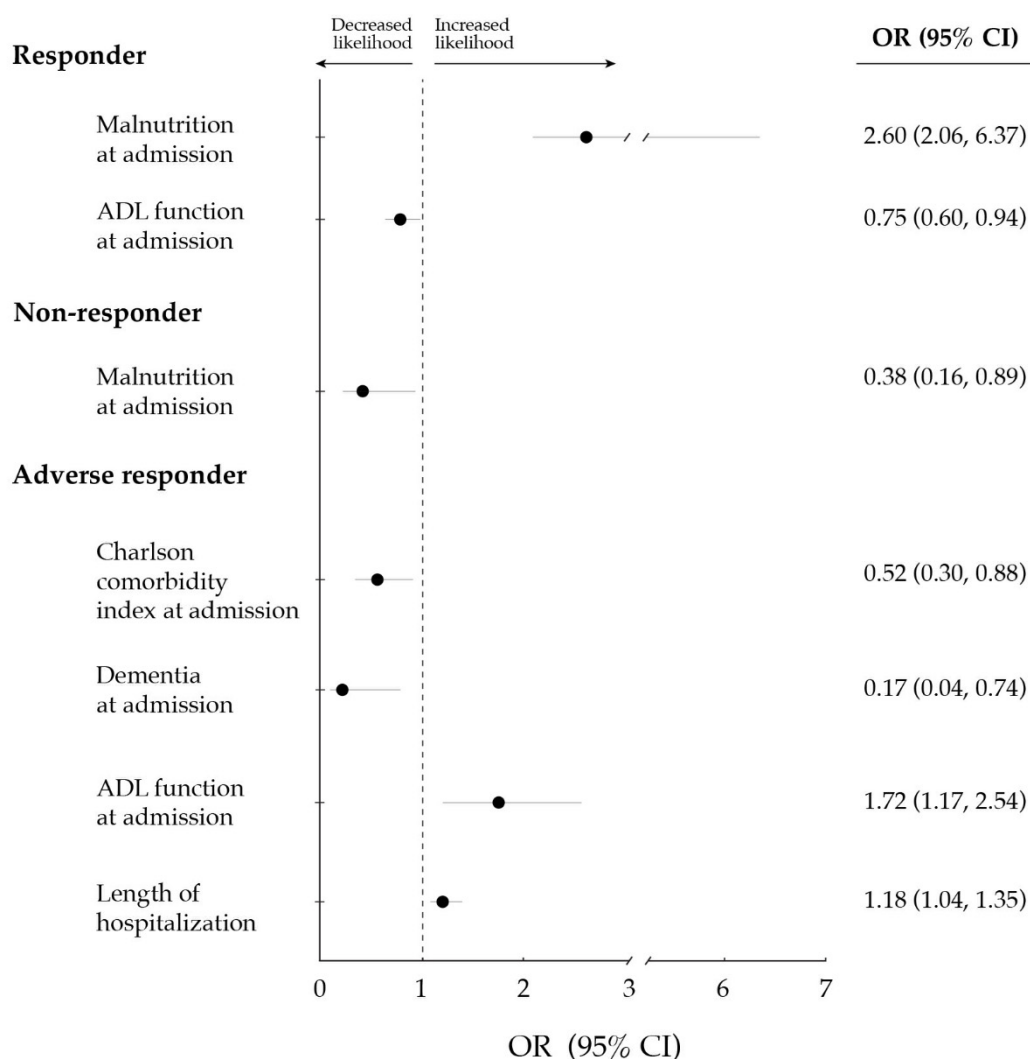 Decreased
likelihood
Increased
likelihood
OR (95% CI)
Responder
Malnutrition
at admission
2.60 (2.06, 6.37)
ADL function
at admission
0.75 (0.60, 0.94)
Non-responder
Malnutrition
at admission
0.38 (0.16, 0.89)
Adverse responder
Charlson
comorbidity
index at admission
0.52 (0.30, 0.88)
Dementia
at admission
0.17 (0.04, 0.74)
ADL function
at admission
1.72 (1.17, 2.54)
Length of
hospitalization
1.18 (1.04, 1.35)
0 1 2 3 6 7
OR (95% CI)